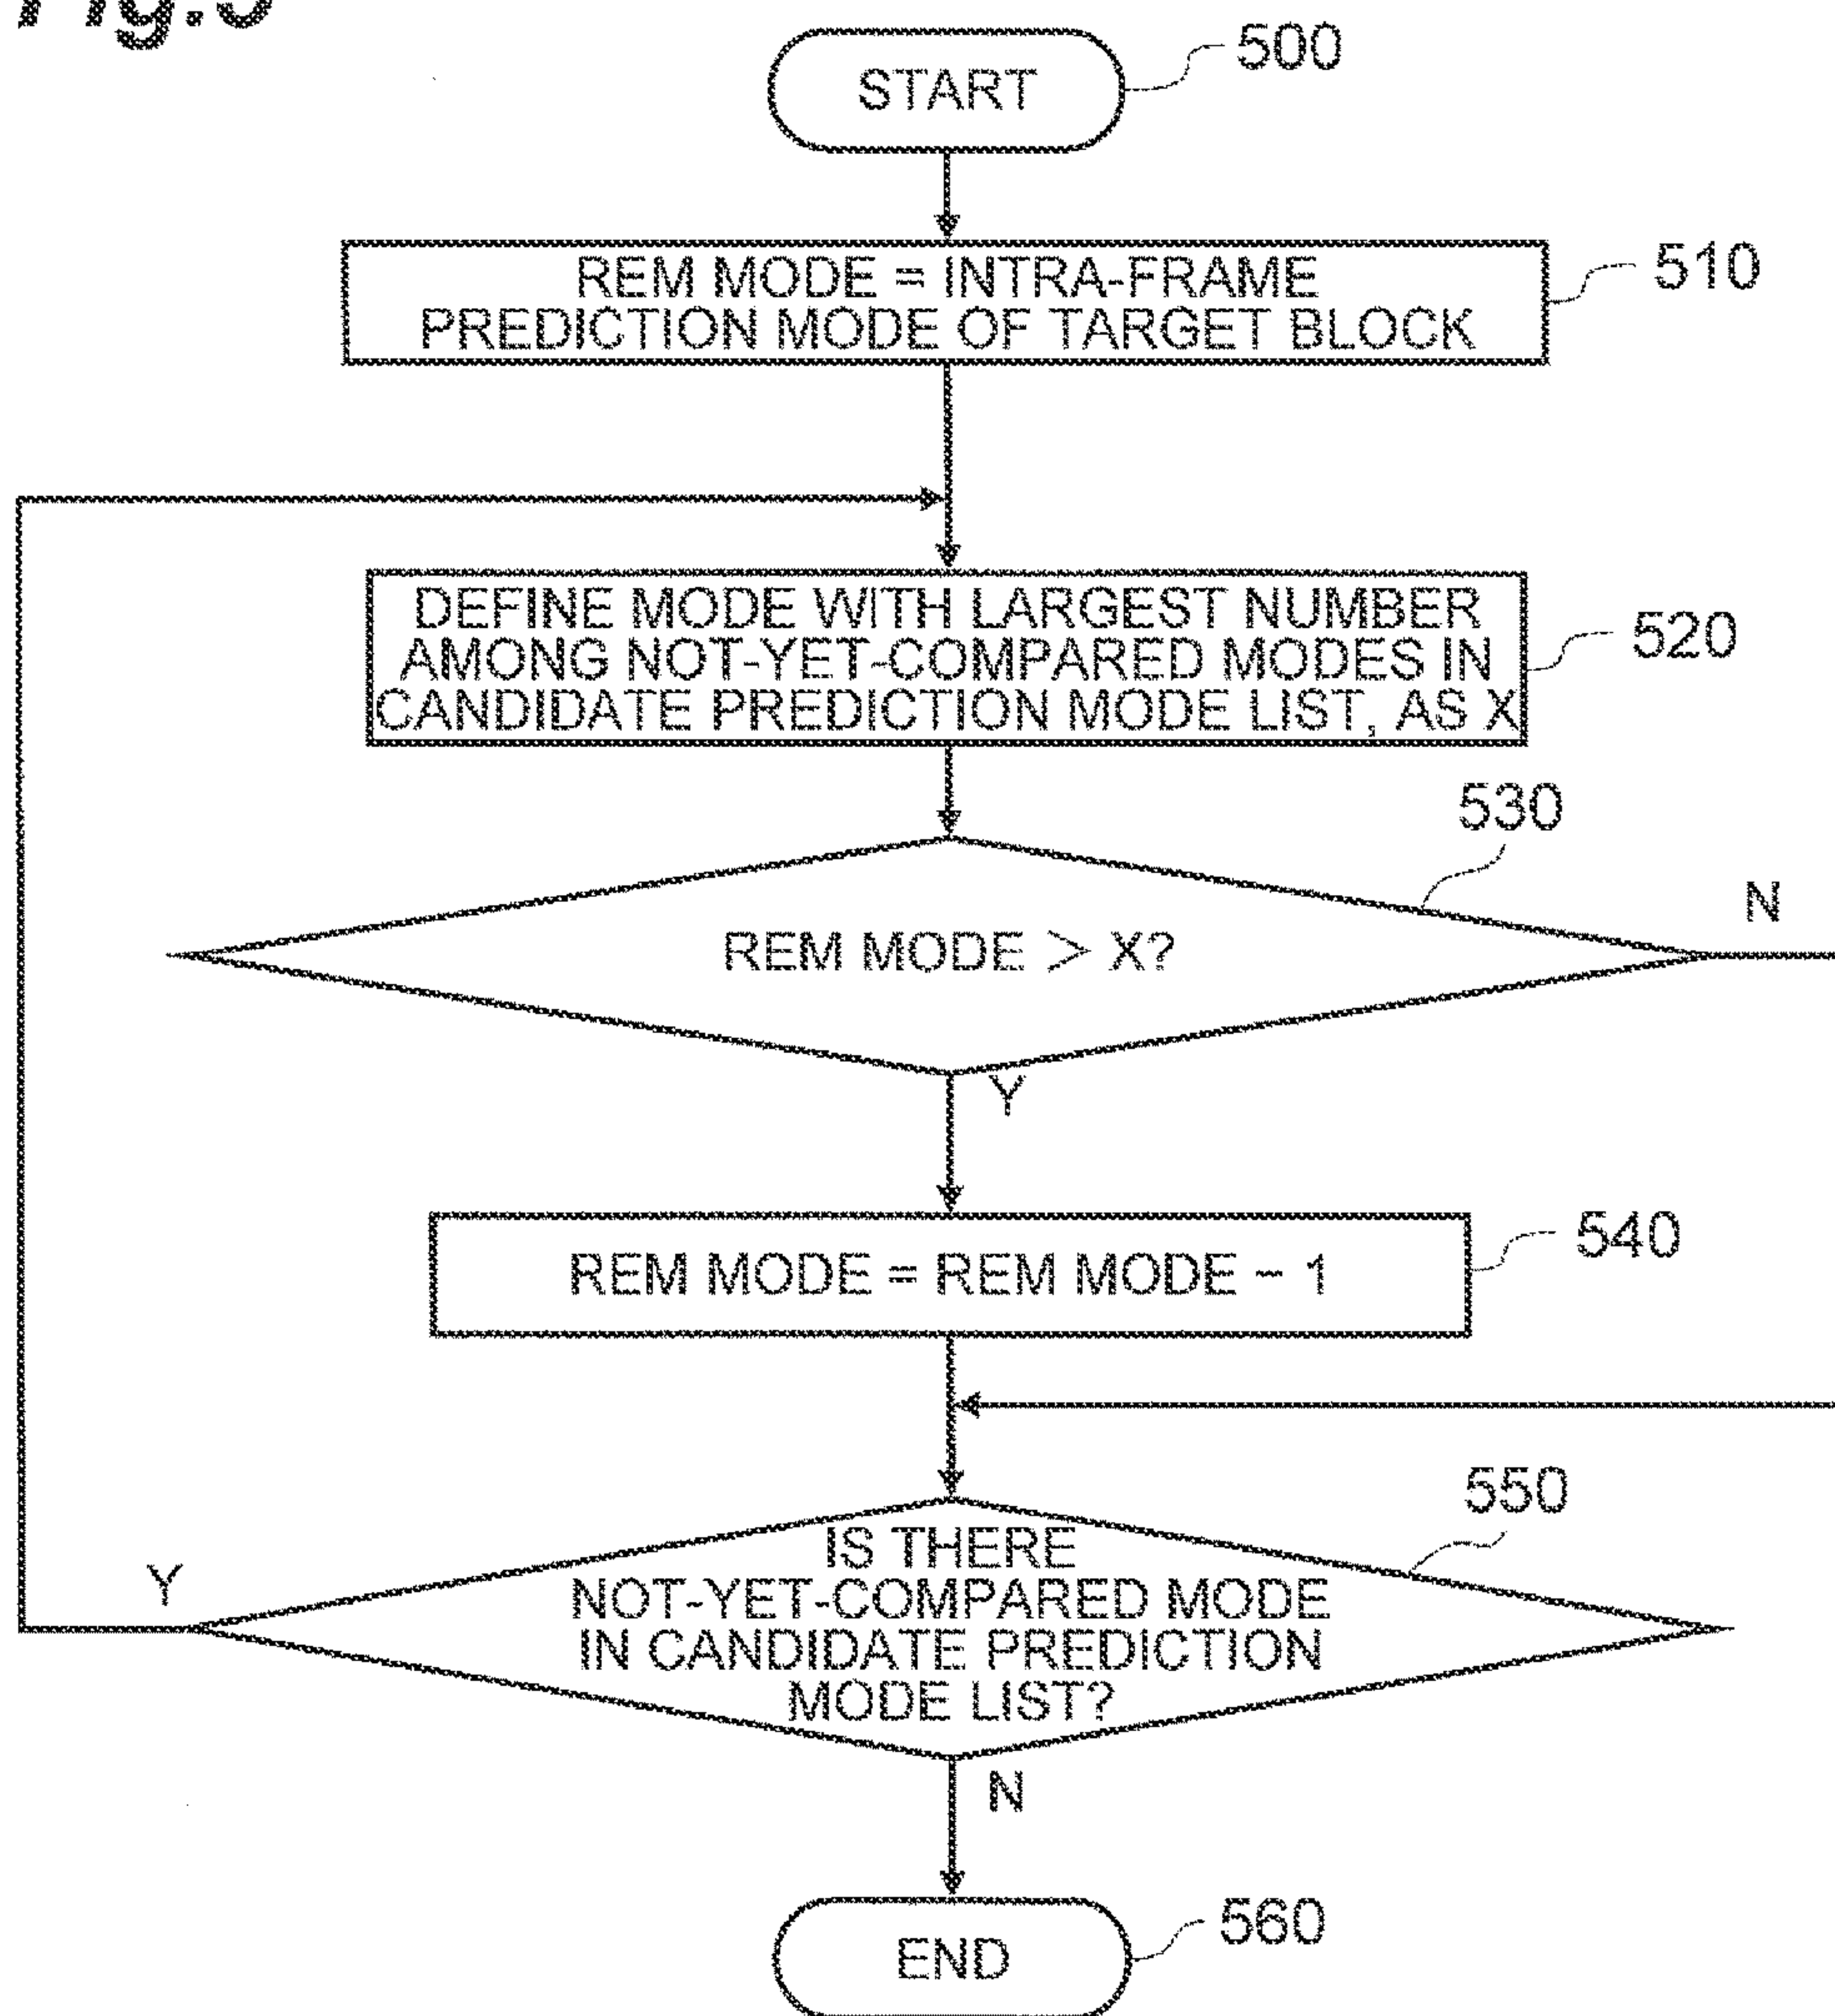 Fig.5
START
500
REM MODE = INTRA-FRAME
PREDICTION MODE OF TARGET BLOCK
510
DEFINE MODE WITH LARGEST NUMBER
AMONG NOT-YET-COMPARED MODES IN
CANDIDATE PREDICTION MODE LIST, AS X
520
530
REM MODE > X?
N
Y
REM MODE = REM MODE − 1
540
550
IS THERE
NOT-YET-COMPARED MODE
IN CANDIDATE PREDICTION
MODE LIST?
Y
N
END
560